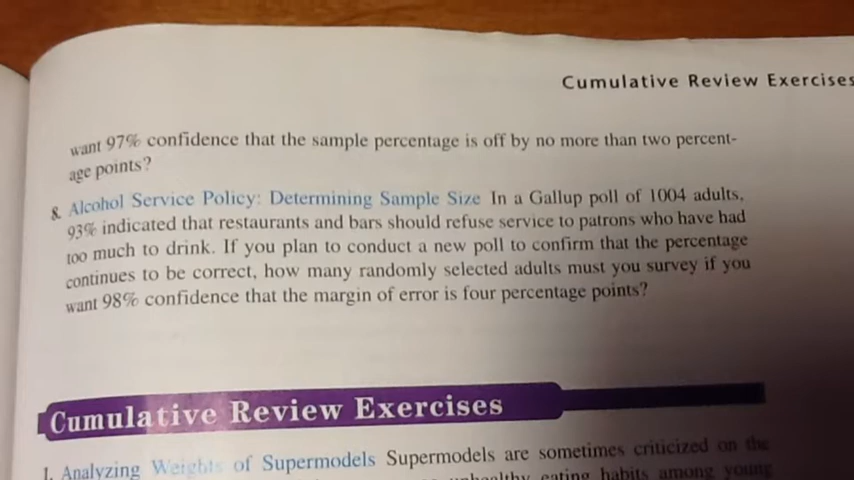 Cumulative Review Exercises
want 97% confidence that the sample percentage is off by no more than two percent-
age points?
8. Alcohol Service Policy: Determining Sample Size In a Gallup poll of 1004 adults,
93% indicated that restaurants and bars should refuse service to patrons who have had
too much to drink. If you plan to conduct a new poll to confirm that the percentage
continues to be correct, how many randomly selected adults must you survey if you
want 98% confidence that the margin of error is four percentage points?
Cumulative Review Exercises
1. Analyzing Weights of Supermodels Supermodels are sometimes criticized on the
unhealthy eating habits among young